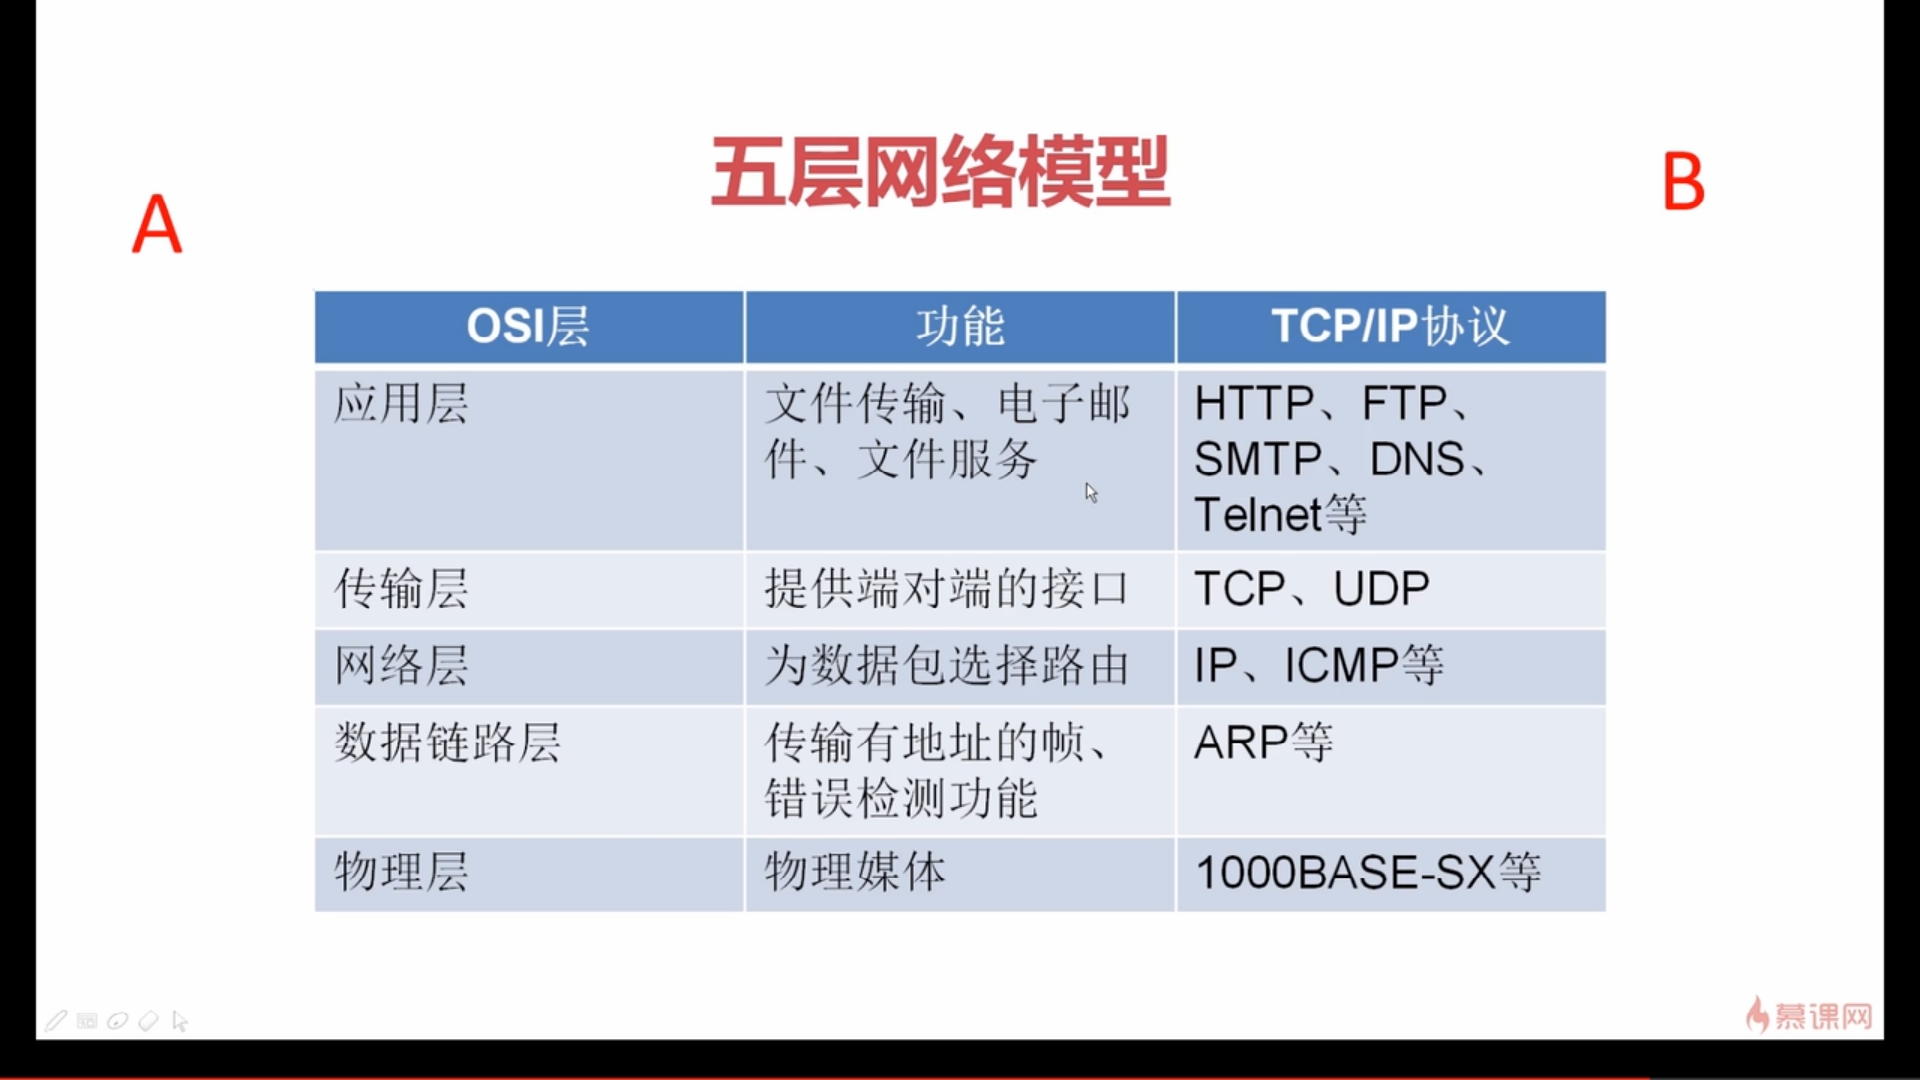 五层网络模型
A
B
OSI层 功能 TCP/IP协议
应用层 文件传输、电子邮 HTTP、FTP、
件、文件服务 SMTP、DNS、
Telnet等
传输层 提供端对端的接口 TCP、UDP
网络层 为数据包选择路由 IP、ICMP等
数据链路层 传输有地址的帧、 ARP等
错误检测功能
物理层 物理媒体 1000BASE-SX等
慕课网